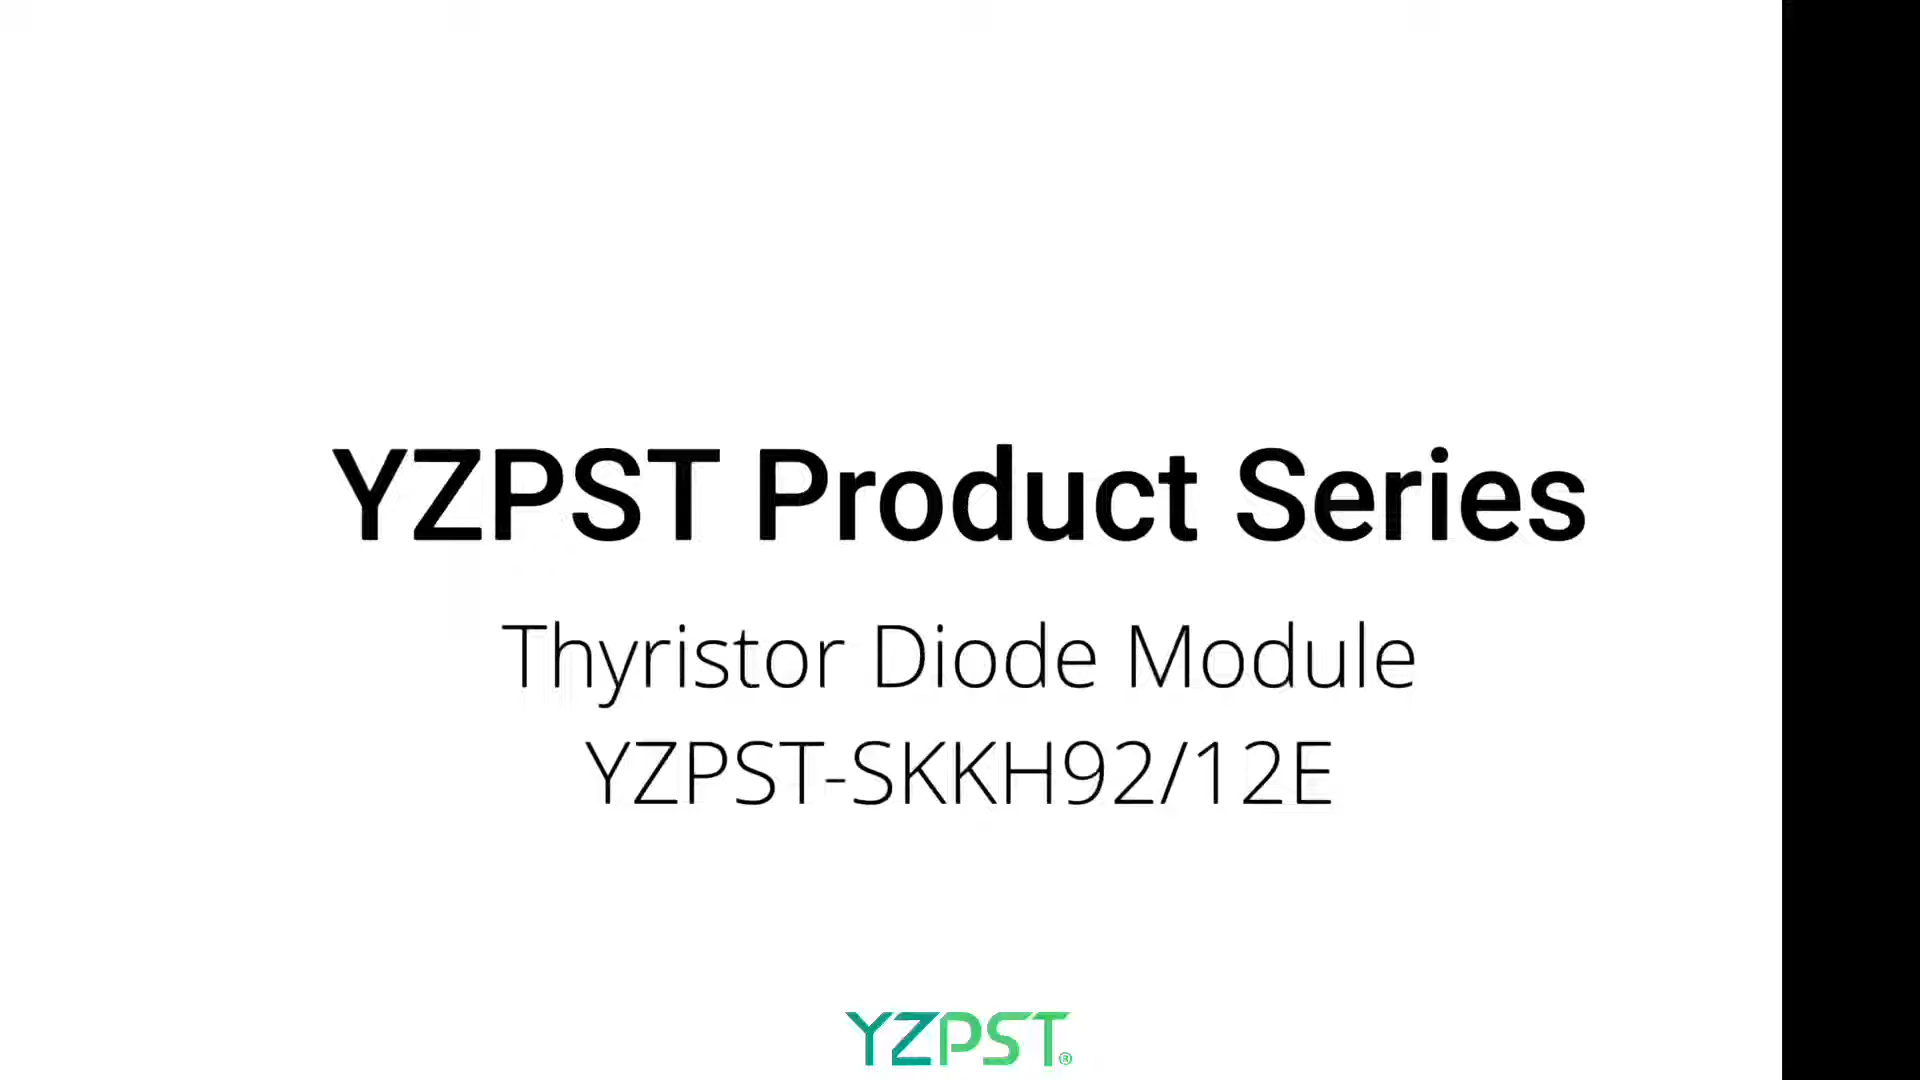 YZPST Product Series
Thyristor Diode Module
YZPST-SKKH92/12E
YZPST®